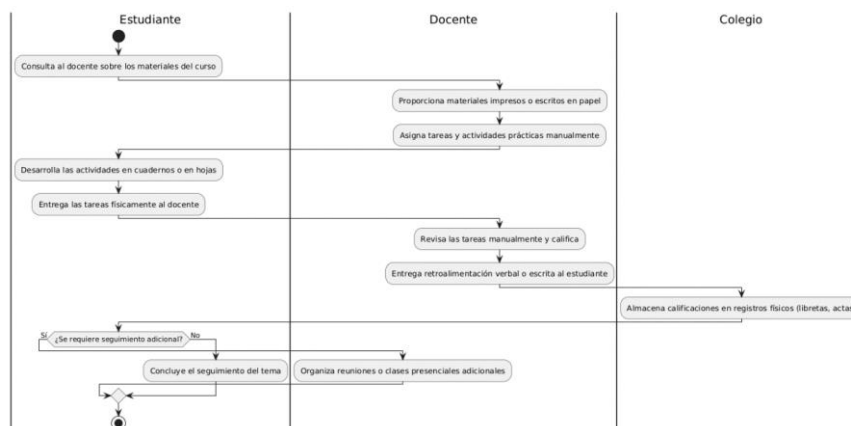 Estudiante
Docente
Colegio
Consulta al docente sobre los materiales del curso
Proporciona materiales impresos o escritos en papel
Asigna tareas y actividades prácticas manualmente
Desarrolla las actividades en cuadernos o en hojas
Entrega las tareas físicamente al docente
Revisa las tareas manualmente y califica
Entrega retroalimentación verbal o escrita al estudiante
Almacena calificaciones en registros físicos (libretas, actas
Sí
¿Se requiere seguimiento adicional?
No
Concluye el seguimiento del tema
Organiza reuniones o clases presenciales adicionales